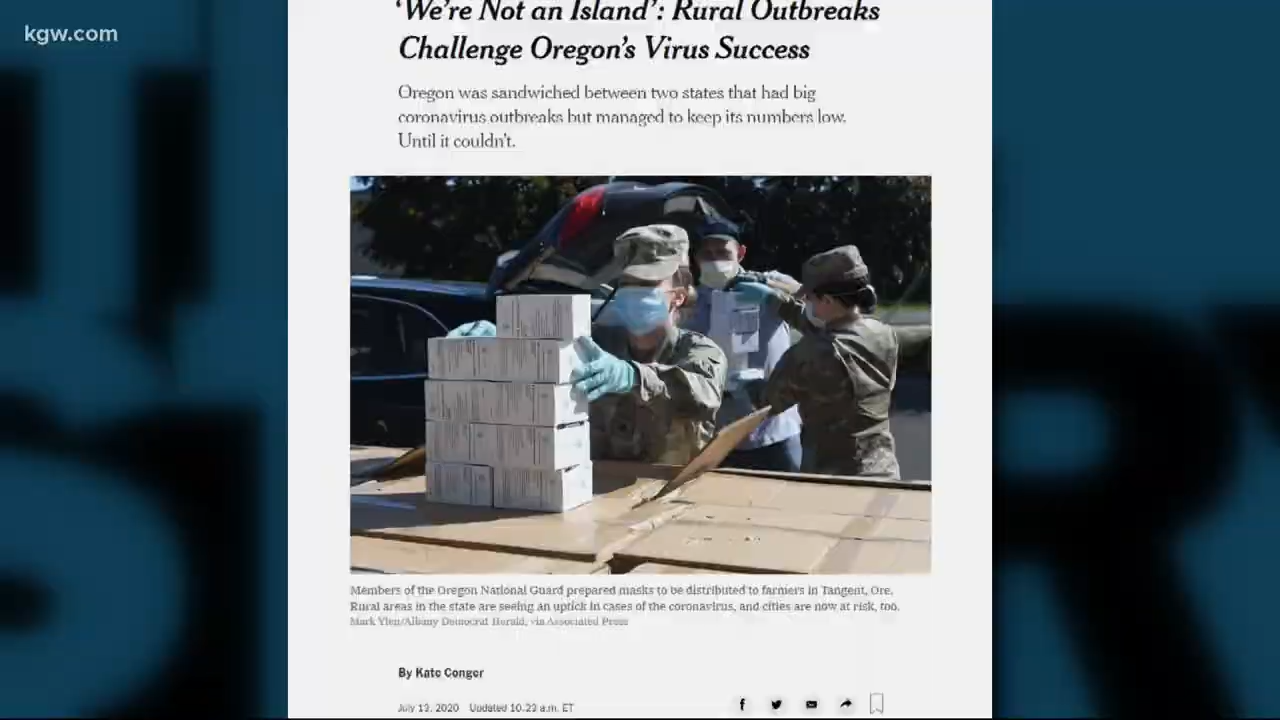 kgw.com
'We're Not an Island': Rural Outbreaks
Challenge Oregon's Virus Success
Oregon was sandwiched between two states that had big
coronavirus outbreaks but managed to keep its numbers low.
Until it couldn't.
Members of the Oregon National Guard prepared masks to be distributed to farmers in Tangent, Ore.
Rural areas in the state are seeing an uptick in cases of the coronavirus, and cities are now at risk, too.
Mark Ylen/Albany Democrat Herald, via Associated Press
By Kate Conger
July 13, 2020 Updated 10:23 a.m. ET